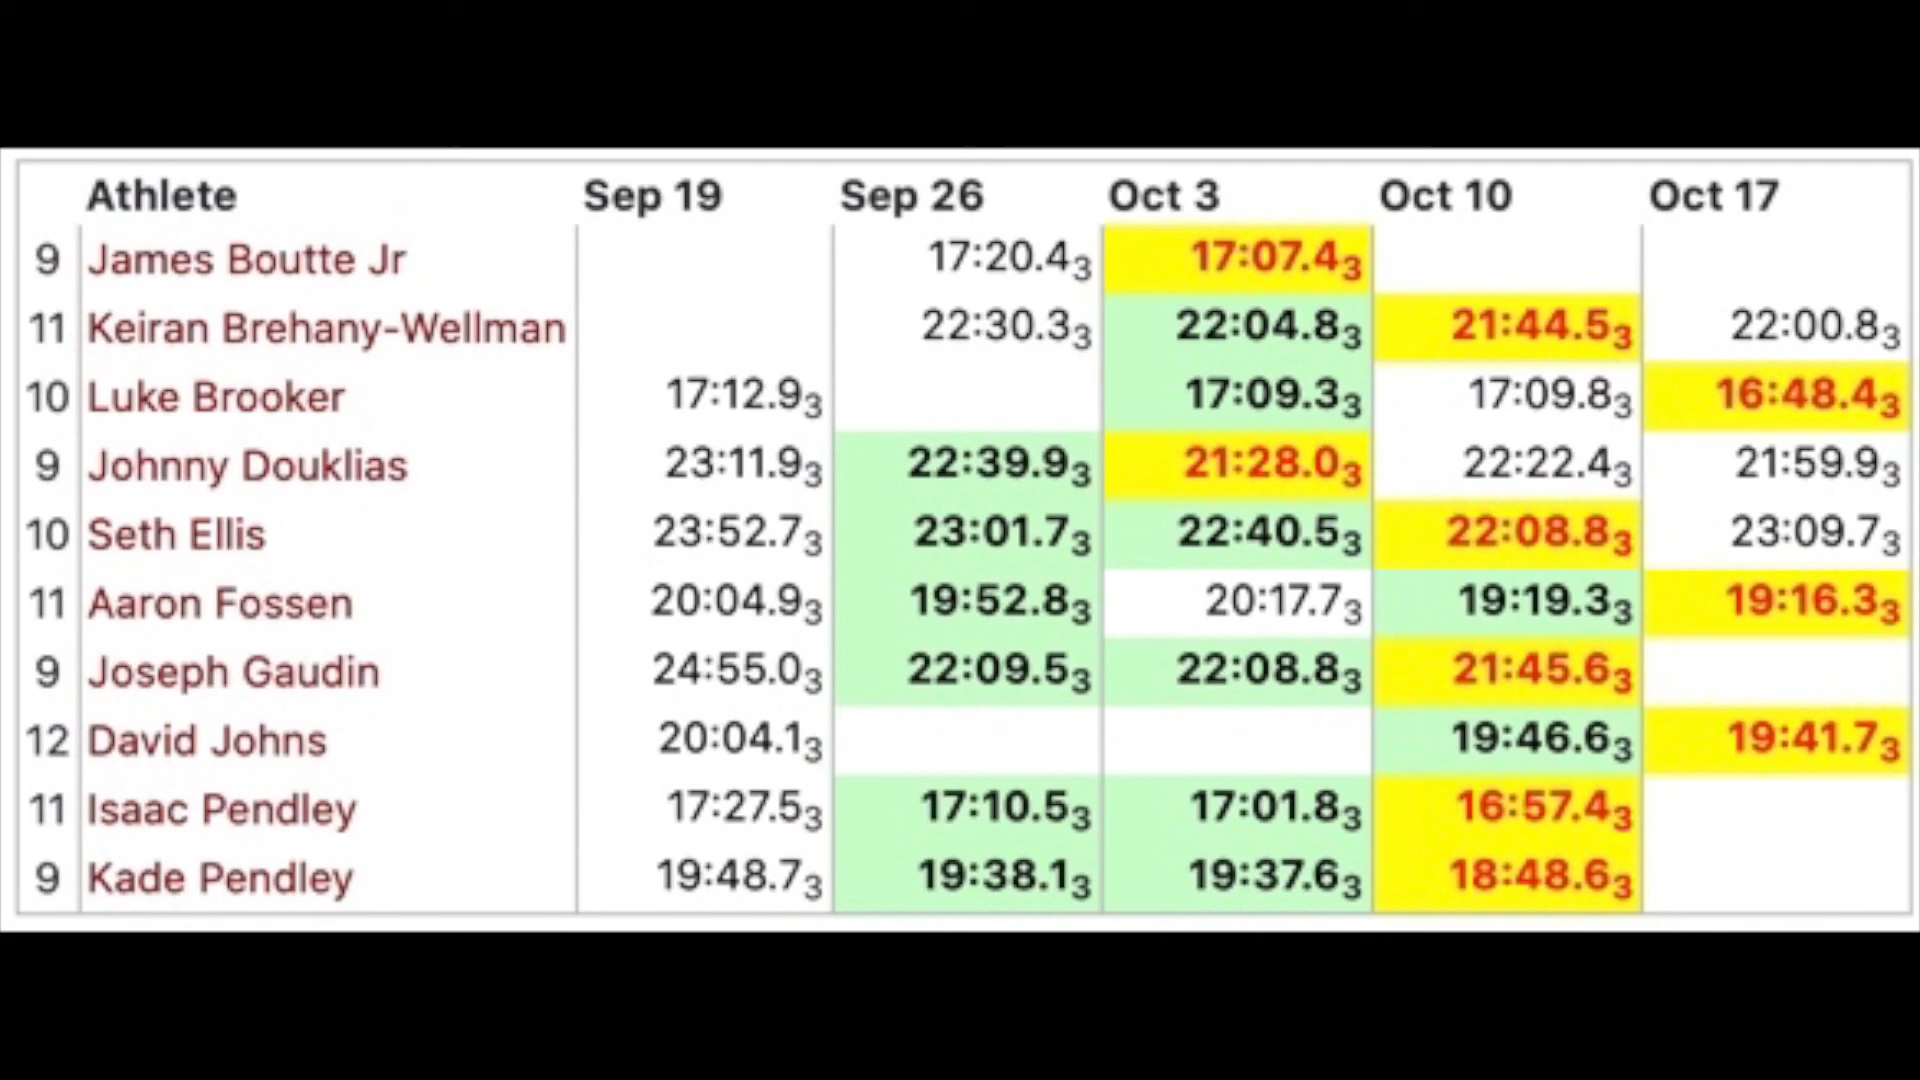 Athlete Sep 19 Sep 26 Oct 3 Oct 10 Oct 17
9 James Boutte Jr 17:20.43 17:07.43
11 Keiran Brehany-Wellman 22:30.33 22:04.83 21:44.53 22:00.83
10 Luke Brooker 17:12.93 17:09.33 17:09.83 16:48.43
9 Johnny Douklias 23:11.93 22:39.93 21:28.03 22:22.43 21:59.93
10 Seth Ellis 23:52.73 23:01.73 22:40.53 22:08.83 23:09.73
11 Aaron Fossen 20:04.93 19:52.83 20:17.73 19:19.33 19:16.33
9 Joseph Gaudin 24:55.03 22:09.53 22:08.83 21:45.63
12 David Johns 20:04.13 19:46.63 19:41.73
11 Isaac Pendley 17:27.53 17:10.53 17:01.83 16:57.43
9 Kade Pendley 19:48.73 19:38.13 19:37.63 18:48.63